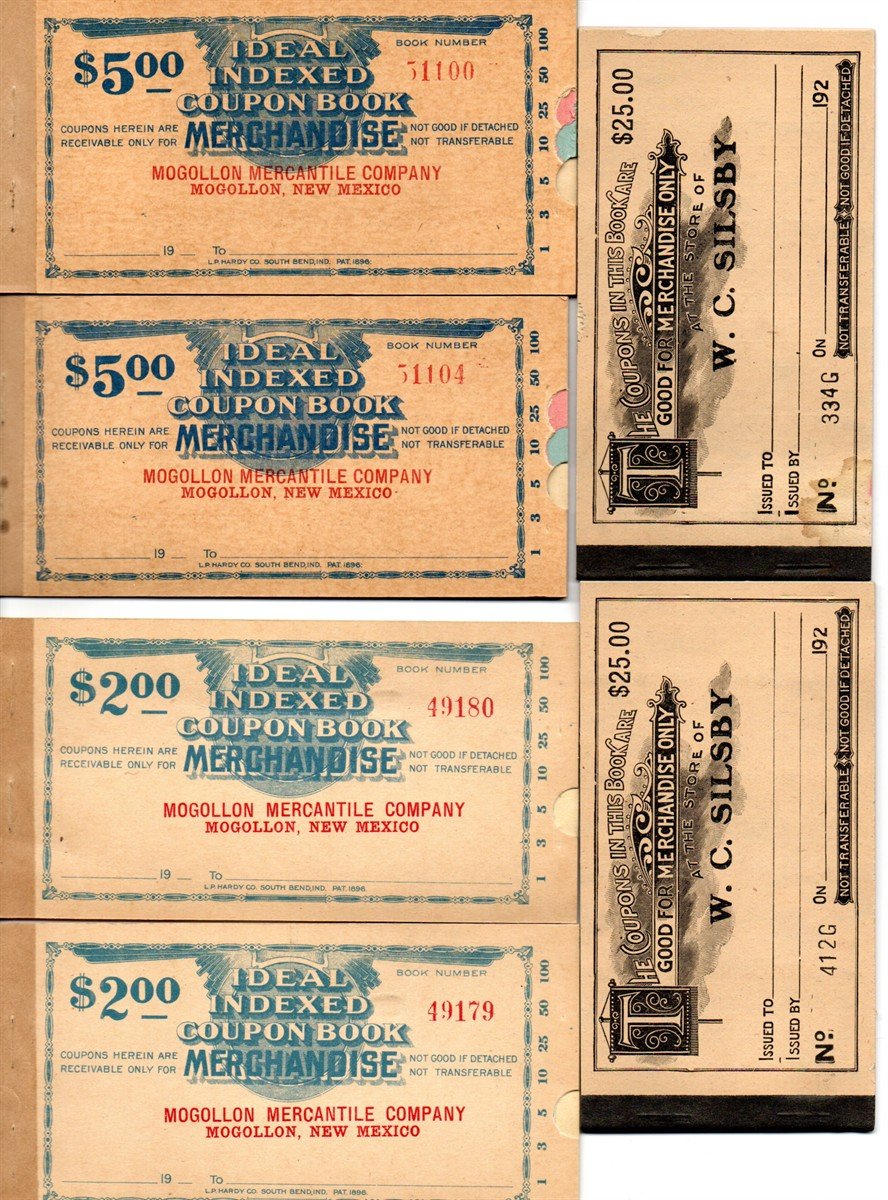 $5.00
IDEAL
INDEXED
COUPON BOOK
MERCHANDISE
BOOK NUMBER
51100
COUPONS HEREIN ARE
RECEIVABLE ONLY FOR
NOT GOOD IF DETACHED
NOT TRANSFERABLE
MOGOLLON MERCANTILE COMPANY
MOGOLLON, NEW MEXICO
19 To
L.P. HARDY CO. SOUTH BEND, IND. PAT. 1896.
1 3 5 10 25 50 100
$5.00
IDEAL
INDEXED
COUPON BOOK
MERCHANDISE
BOOK NUMBER
51104
COUPONS HEREIN ARE
RECEIVABLE ONLY FOR
NOT GOOD IF DETACHED
NOT TRANSFERABLE
MOGOLLON MERCANTILE COMPANY
MOGOLLON, NEW MEXICO
19 To
L.P. HARDY CO. SOUTH BEND, IND. PAT. 1896.
1 3 5 10 25 50 100
$2.00
IDEAL
INDEXED
COUPON BOOK
MERCHANDISE
BOOK NUMBER
49180
COUPONS HEREIN ARE
RECEIVABLE ONLY FOR
NOT GOOD IF DETACHED
NOT TRANSFERABLE
MOGOLLON MERCANTILE COMPANY
MOGOLLON, NEW MEXICO
19 To
L.P. HARDY CO. SOUTH BEND, IND. PAT. 1896.
1 3 5 10 25 50 100
$2.00
IDEAL
INDEXED
COUPON BOOK
MERCHANDISE
BOOK NUMBER
49179
COUPONS HEREIN ARE
RECEIVABLE ONLY FOR
NOT GOOD IF DETACHED
NOT TRANSFERABLE
MOGOLLON MERCANTILE COMPANY
MOGOLLON, NEW MEXICO
19 To
L.P. HARDY CO. SOUTH BEND, IND. PAT. 1896.
1 3 5 10 25 50 100
THE COUPONS IN THIS BOOK ARE $25.00
GOOD FOR MERCHANDISE ONLY
AT THE STORE OF
W. C. SILSBY
ISSUED TO
ISSUED BY
No. 334G ON 192
NOT TRANSFERABLE NOT GOOD IF DETACHED
THE COUPONS IN THIS BOOK ARE $25.00
GOOD FOR MERCHANDISE ONLY
AT THE STORE OF
W. C. SILSBY
ISSUED TO
ISSUED BY
No. 412G ON 192
NOT TRANSFERABLE NOT GOOD IF DETACHED